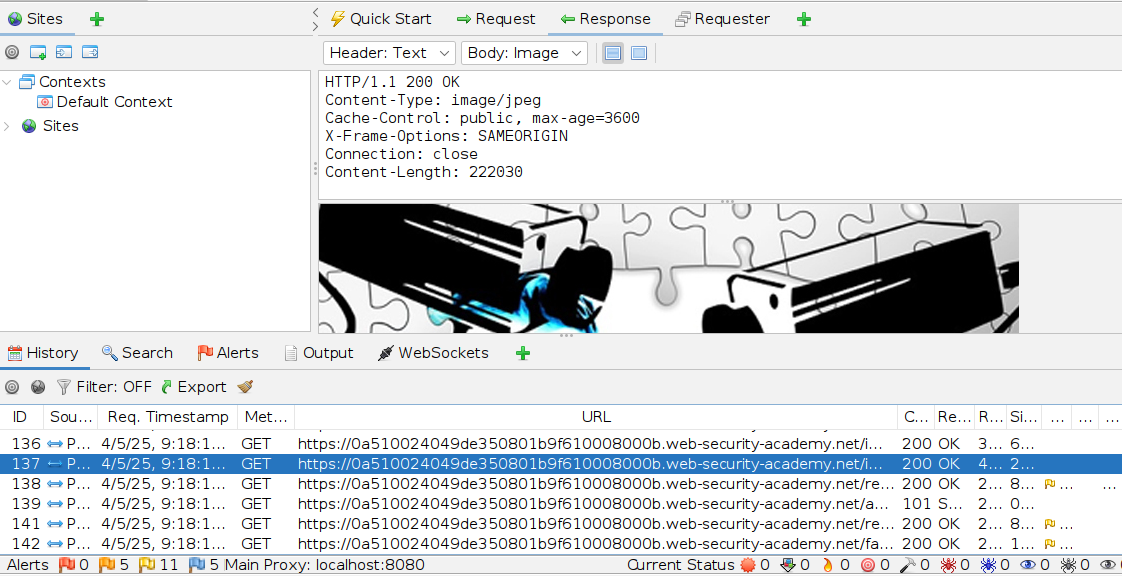 Sites
Quick Start Request Response Requester
Header: Text Body: Image
Contexts
Default Context
Sites
HTTP/1.1 200 OK
Content-Type: image/jpeg
Cache-Control: public, max-age=3600
X-Frame-Options: SAMEORIGIN
Connection: close
Content-Length: 222030
History Search Alerts Output WebSockets
Filter: OFF Export
ID Sou... Req. Timestamp Met... URL C... Re... R... Si... ... ... ...
136 P... 4/5/25, 9:18:1... GET https://0a510024049de350801b9f610008000b.web-security-academy.net/i... 200 OK 3... 6...
137 P... 4/5/25, 9:18:1... GET https://0a510024049de350801b9f610008000b.web-security-academy.net/i... 200 OK 4... 2...
138 P... 4/5/25, 9:18:1... GET https://0a510024049de350801b9f610008000b.web-security-academy.net/re... 200 OK 2... 8... ... ...
139 P... 4/5/25, 9:18:1... GET https://0a510024049de350801b9f610008000b.web-security-academy.net/a... 101 S... 2... 0...
141 P... 4/5/25, 9:18:1... GET https://0a510024049de350801b9f610008000b.web-security-academy.net/re... 200 OK 2... 8... ...
142 P... 4/5/25, 9:18:1... GET https://0a510024049de350801b9f610008000b.web-security-academy.net/fa... 200 OK 2... 1... ...
Alerts 0 5 11 5 Main Proxy: localhost:8080 Current Status 0 0 0 0 0 0 0 0 0